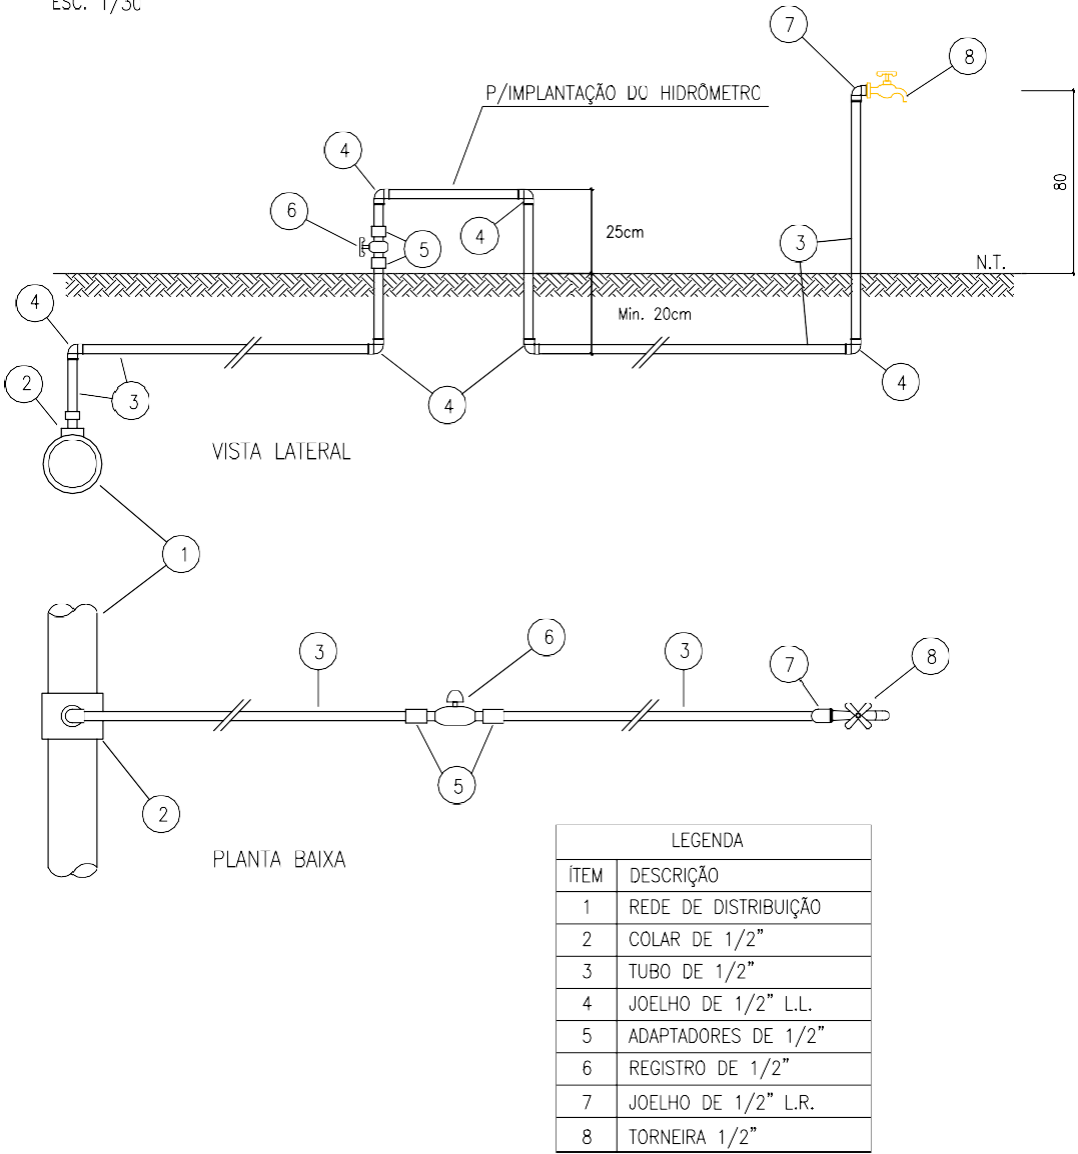 ESC. 1/30
7
8
P/IMPLANTAÇÃO DO HIDRÔMETRO
4
6
4
5
25cm
3
80
N.T.
4
Min. 20cm
2
3
4
4
VISTA LATERAL
1
3
6
3
7
8
5
2
PLANTA BAIXA
LEGENDA
ÍTEM DESCRIÇÃO
1 REDE DE DISTRIBUIÇÃO
2 COLAR DE 1/2"
3 TUBO DE 1/2"
4 JOELHO DE 1/2" L.L.
5 ADAPTADORES DE 1/2"
6 REGISTRO DE 1/2"
7 JOELHO DE 1/2" L.R.
8 TORNEIRA 1/2"